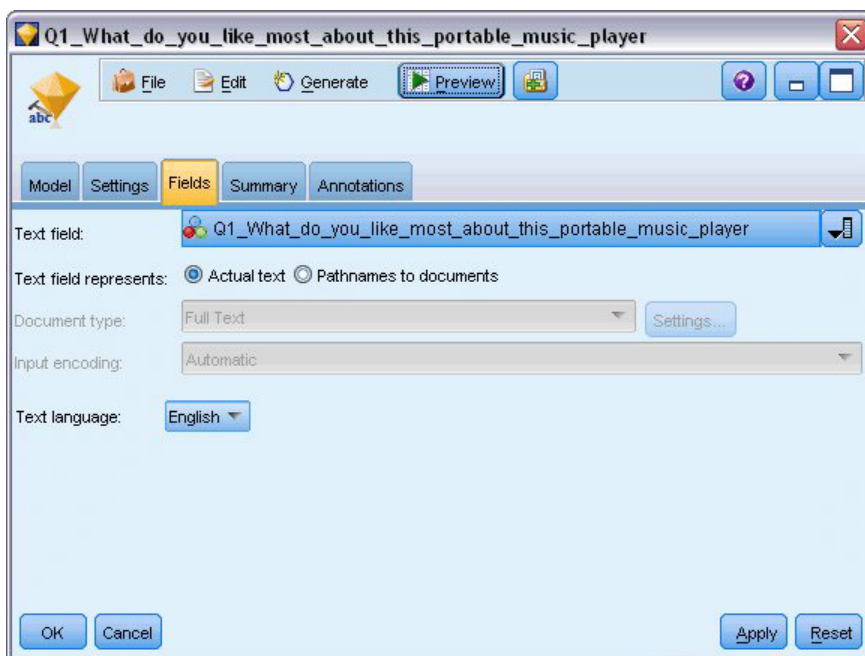 Q1_What_do_you_like_most_about_this_portable_music_player
File Edit Generate Preview
abc
Model Settings Fields Summary Annotations
Text field: Q1_What_do_you_like_most_about_this_portable_music_player
Text field represents: Actual text Pathnames to documents
Document type: Full Text Settings...
Input encoding: Automatic
Text language: English
OK Cancel Apply Reset